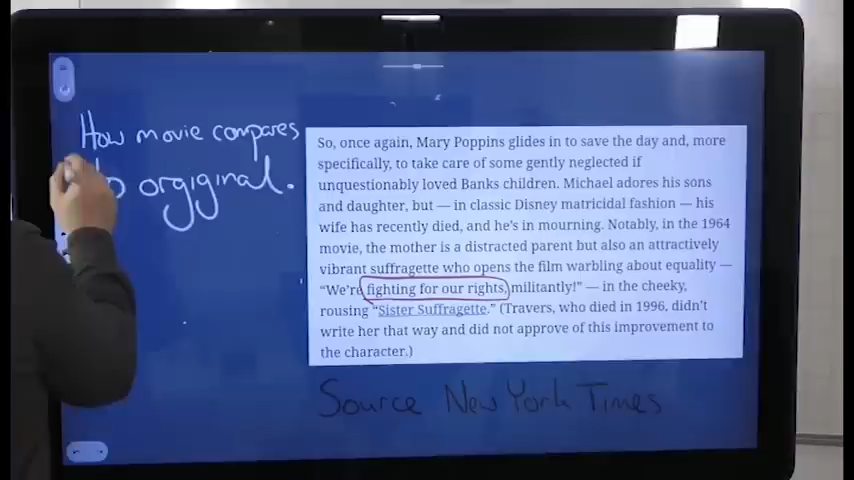 How movie compares
to orgiginal.
So, once again, Mary Poppins glides in to save the day and, more
specifically, to take care of some gently neglected if
unquestionably loved Banks children. Michael adores his sons
and daughter, but — in classic Disney matricidal fashion — his
wife has recently died, and he's in mourning. Notably, in the 1964
movie, the mother is a distracted parent but also an attractively
vibrant suffragette who opens the film warbling about equality —
“We're fighting for our rights, militantly!” — in the cheeky,
rousing “Sister Suffragette.” (Travers, who died in 1996, didn't
write her that way and did not approve of this improvement to
the character.)
Source New York Times